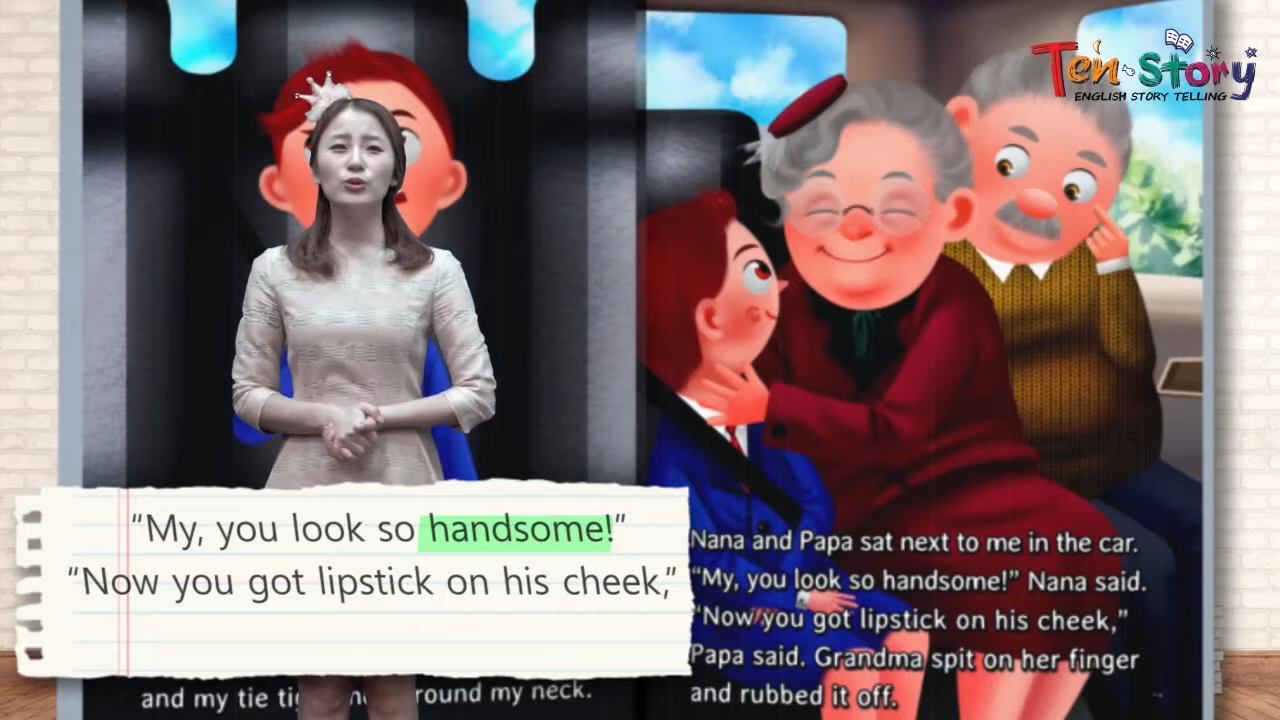 Ten Story
ENGLISH STORY TELLING
“My, you look so handsome!”
“Now you got lipstick on his cheek,”
and my tie round my neck.
Nana and Papa sat next to me in the car.
“My, you look so handsome!” Nana said.
“Now you got lipstick on his cheek,”
Papa said. Grandma spit on her finger
and rubbed it off.